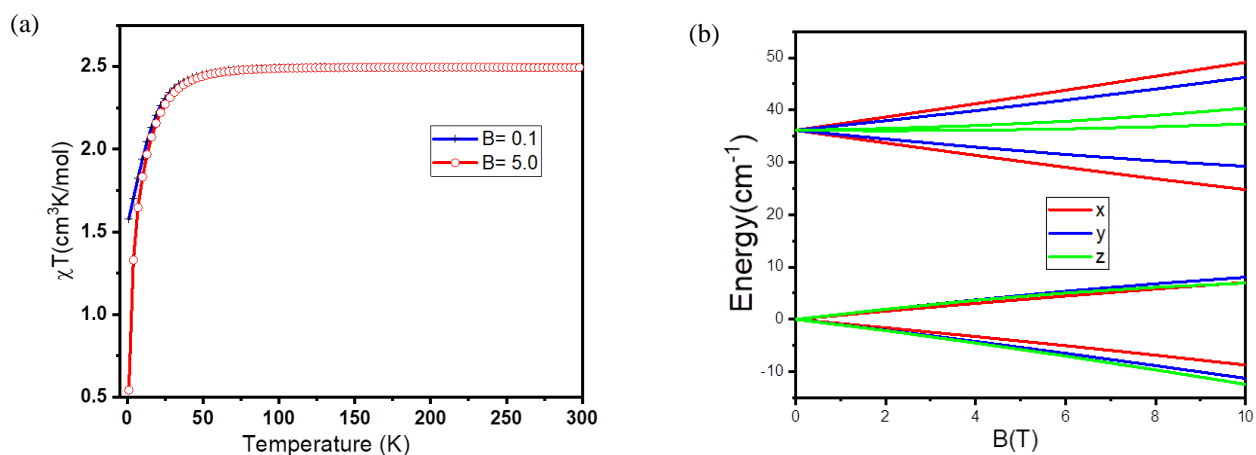 (a)
χT(cm³K/mol)
2.5
2.0
1.5
1.0
0.5
0 50 100 150 200 250 300
Temperature (K)
B= 0.1
B= 5.0
(b)
Energy(cm⁻¹)
50
40
30
20
10
0
-10
0 2 4 6 8 10
B(T)
x
y
z